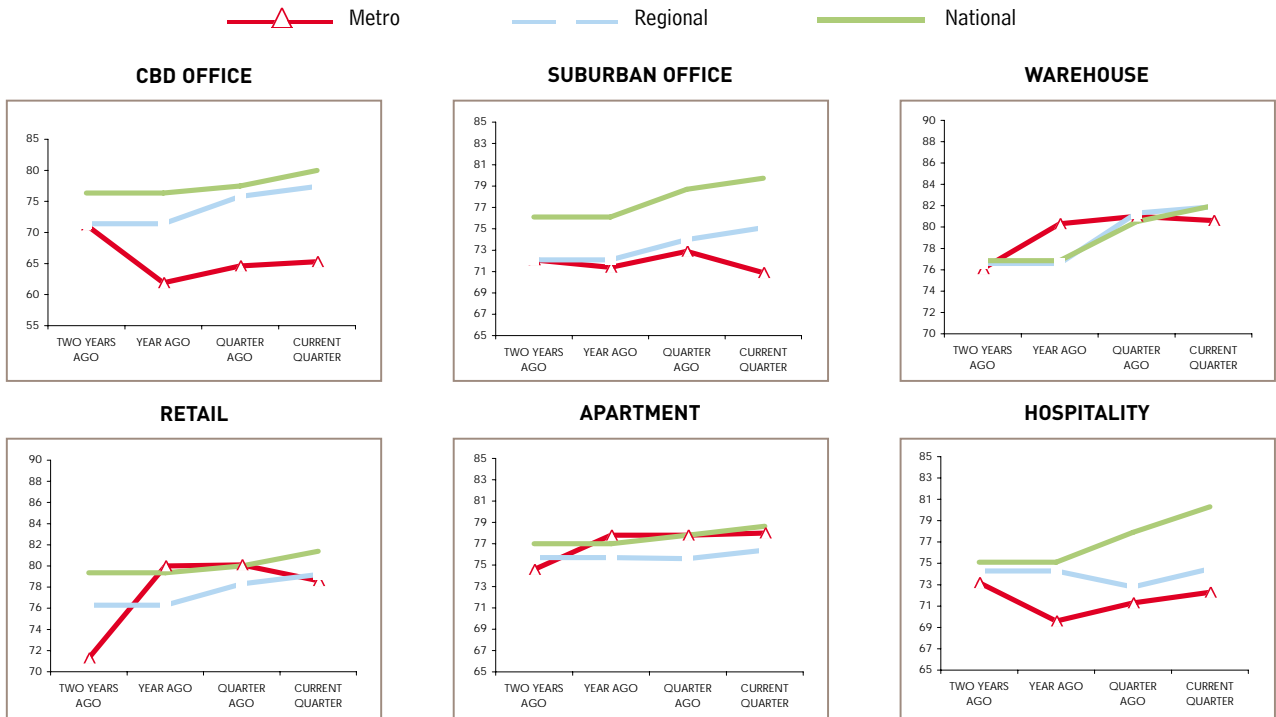 Metro Regional National
CBD OFFICE
85
80
75
70
65
60
55
TWO YEARS AGO
YEAR AGO
QUARTER AGO
CURRENT QUARTER
SUBURBAN OFFICE
85
83
81
79
77
75
73
71
69
67
65
TWO YEARS AGO
YEAR AGO
QUARTER AGO
CURRENT QUARTER
WAREHOUSE
90
88
86
84
82
80
78
76
74
72
70
TWO YEARS AGO
YEAR AGO
QUARTER AGO
CURRENT QUARTER
RETAIL
90
88
86
84
82
80
78
76
74
72
70
TWO YEARS AGO
YEAR AGO
QUARTER AGO
CURRENT QUARTER
APARTMENT
85
83
81
79
77
75
73
71
69
67
65
TWO YEARS AGO
YEAR AGO
QUARTER AGO
CURRENT QUARTER
HOSPITALITY
85
83
81
79
77
75
73
71
69
67
65
TWO YEARS AGO
YEAR AGO
QUARTER AGO
CURRENT QUARTER